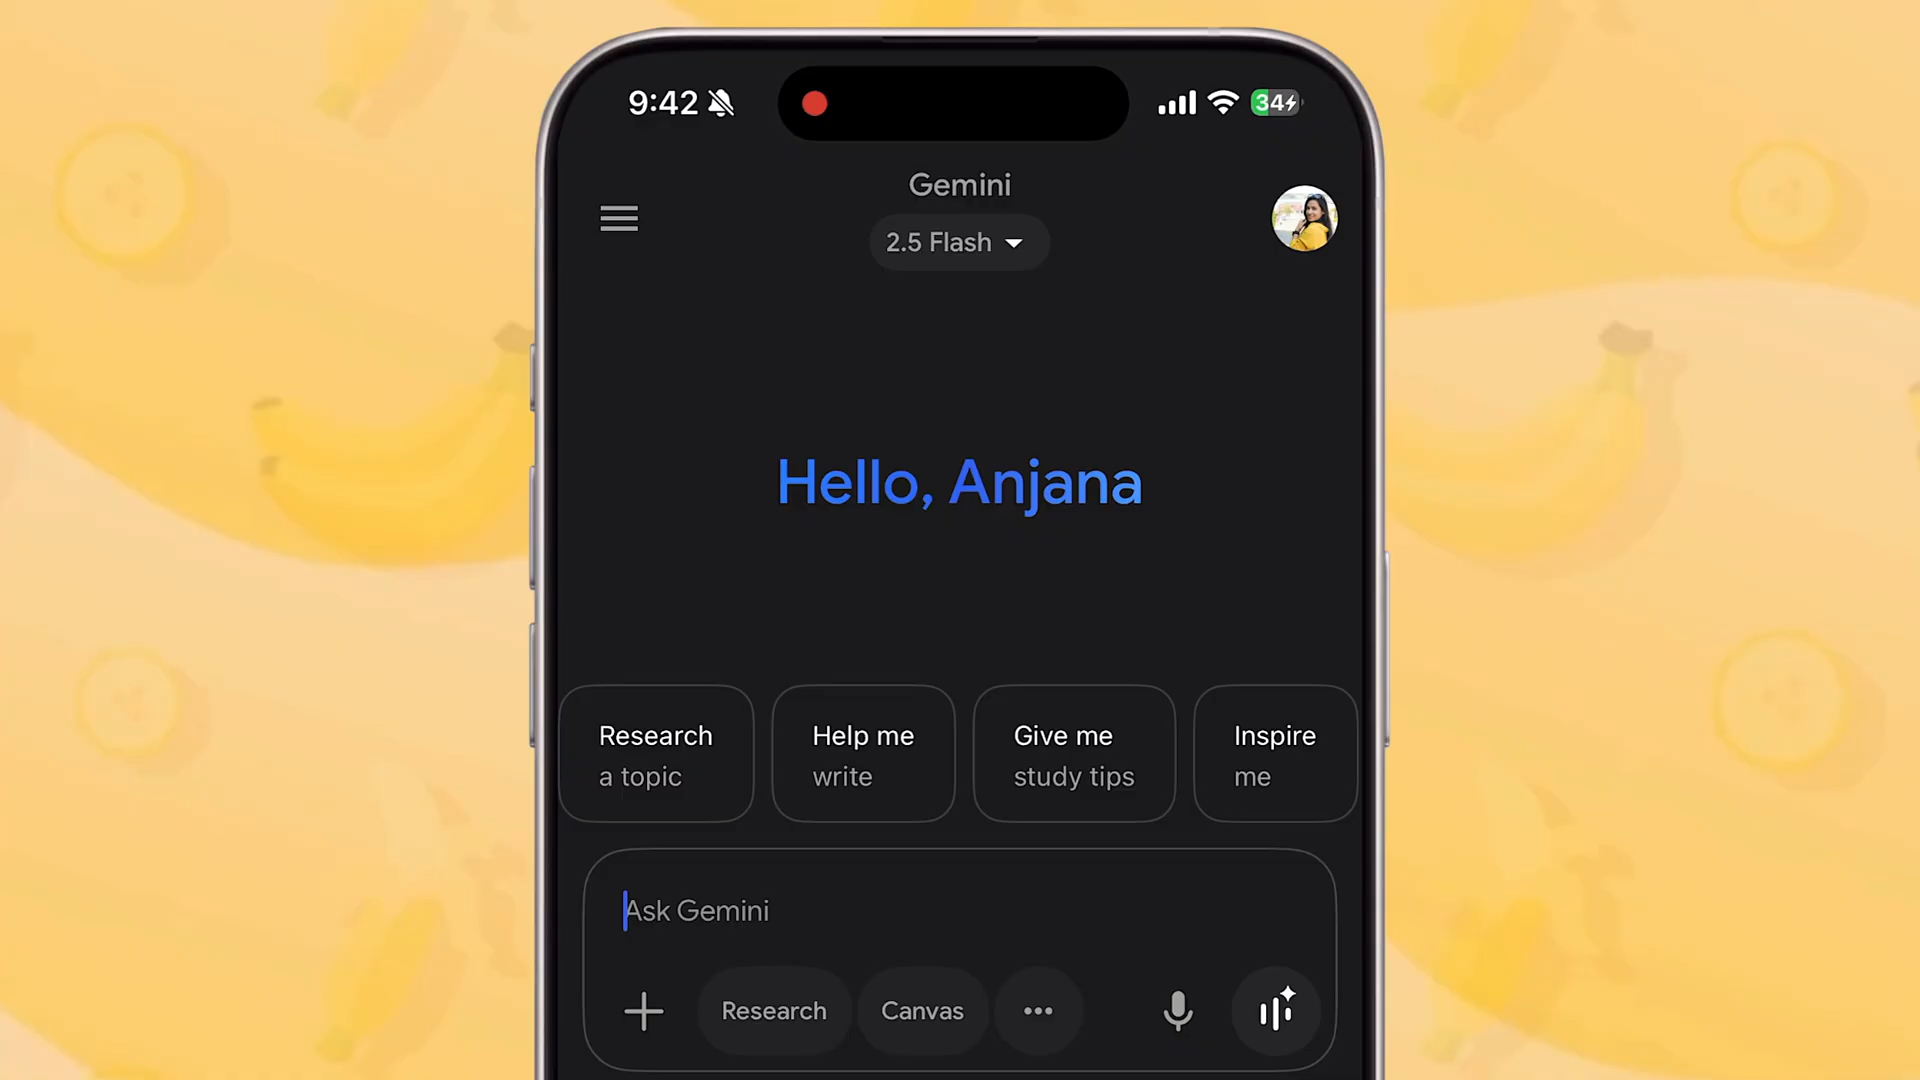 9:42
34
Gemini
2.5 Flash
Hello, Anjana
Research
a topic
Help me
write
Give me
study tips
Inspire
me
Ask Gemini
Research
Canvas